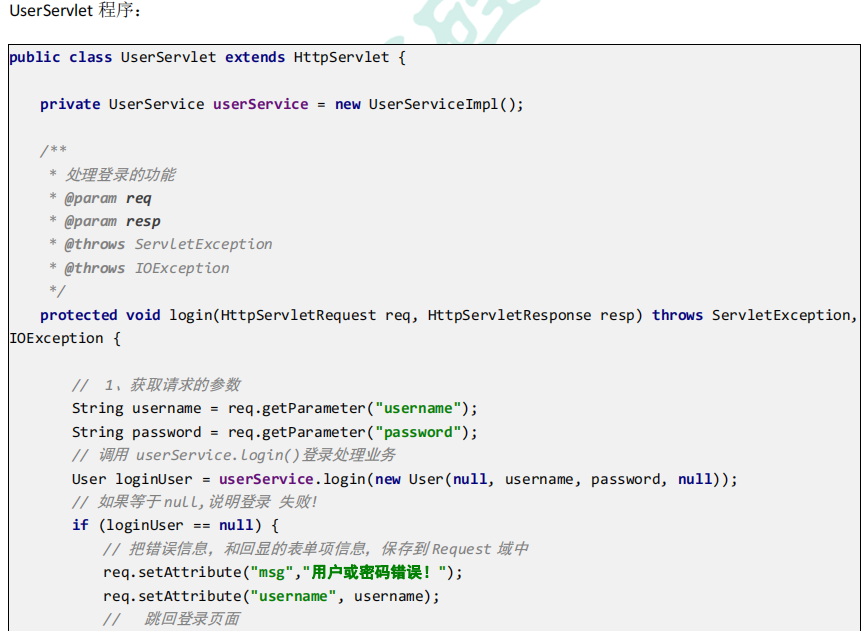 UserServlet 程序：
public class UserServlet extends HttpServlet {
private UserService userService = new UserServiceImpl();
/**
* 处理登录的功能
* @param req
* @param resp
* @throws ServletException
* @throws IOException
*/
protected void login(HttpServletRequest req, HttpServletResponse resp) throws ServletException,
IOException {
// 1、获取请求的参数
String username = req.getParameter("username");
String password = req.getParameter("password");
// 调用 userService.login()登录处理业务
User loginUser = userService.login(new User(null, username, password, null));
// 如果等于null,说明登录 失败!
if (loginUser == null) {
// 把错误信息，和回显的表单项信息，保存到Request 域中
req.setAttribute("msg","用户或密码错误！");
req.setAttribute("username", username);
// 跳回登录页面